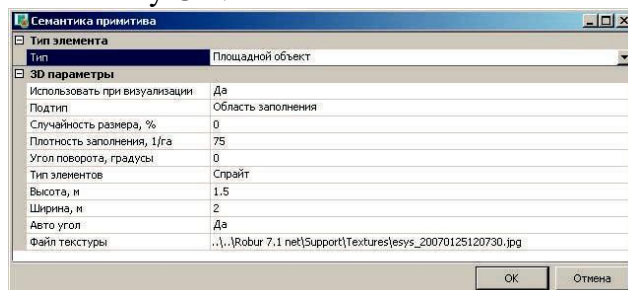 Семантика примитива
Тип элемента
Тип Площадной объект
3D параметры
Использовать при визуализации Да
Подтип Область заполнения
Случайность размера, % 0
Плотность заполнения, 1/га 75
Угол поворота, градусы 0
Тип элементов Спрайт
Высота, м 1.5
Ширина, м 2
Авто угол Да
Файл текстуры ..\..\Robur 7.1 net\Support\Textures\esys_20070125120730.jpg
OK Отмена